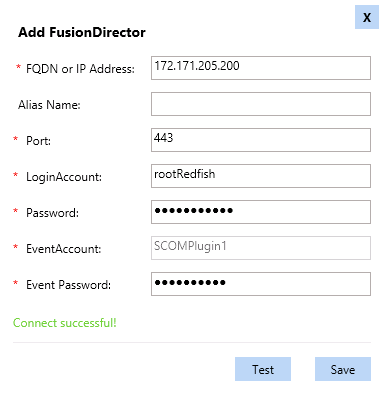 X
Add FusionDirector
* FQDN or IP Address: 172.171.205.200
Alias Name:
* Port: 443
* LoginAccount: rootRedfish
* Password: ●●●●●●●●●●●
* EventAccount: SCOMPlugin1
* Event Password: ●●●●●●●●●●
Connect successful!
Test Save